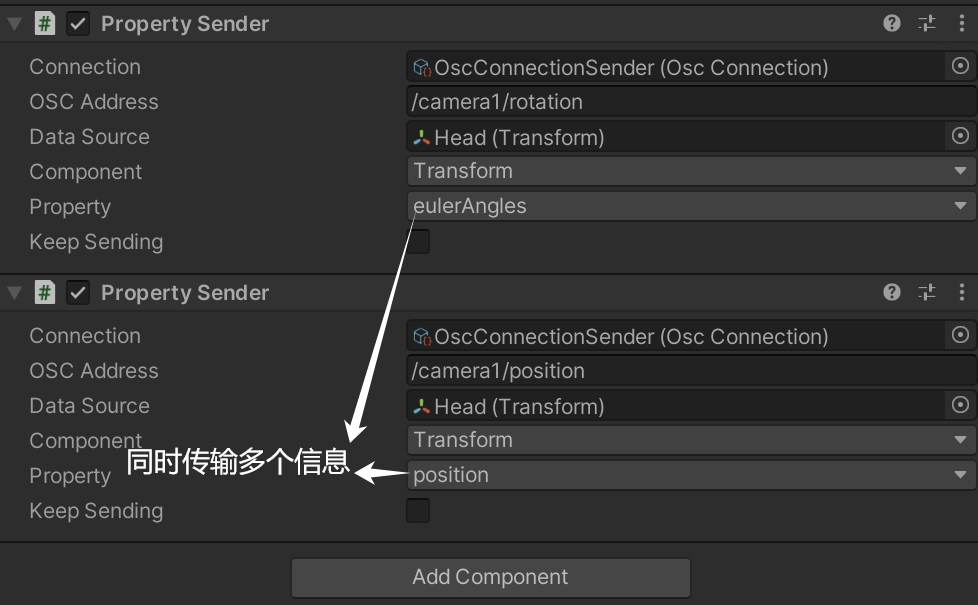 Property Sender
Connection OscConnectionSender (Osc Connection)
OSC Address /camera1/rotation
Data Source Head (Transform)
Component Transform
Property eulerAngles
Keep Sending
Property Sender
Connection OscConnectionSender (Osc Connection)
OSC Address /camera1/position
Data Source Head (Transform)
Component Transform
同时传输多个信息
Property position
Keep Sending
Add Component